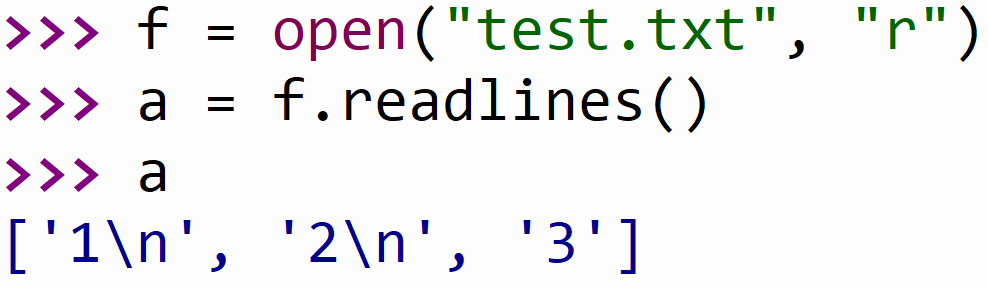 >>> f = open("test.txt", "r")
>>> a = f.readlines()
>>> a
['1\n', '2\n', '3']